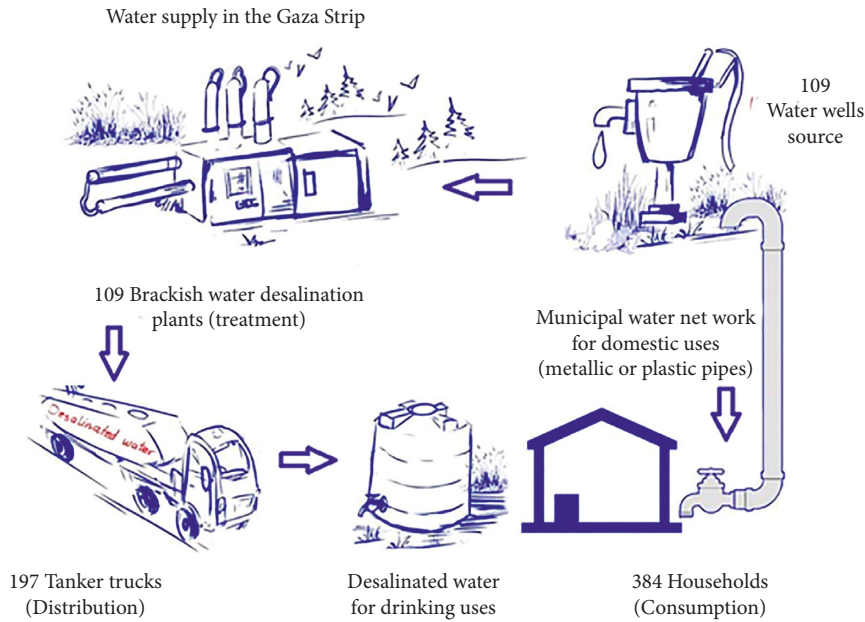 Water supply in the Gaza Strip
109
Water wells
source
109 Brackish water desalination
plants (treatment)
Municipal water net work
for domestic uses
(metallic or plastic pipes)
Desalinated water
197 Tanker trucks
(Distribution)
Desalinated water
for drinking uses
384 Households
(Consumption)